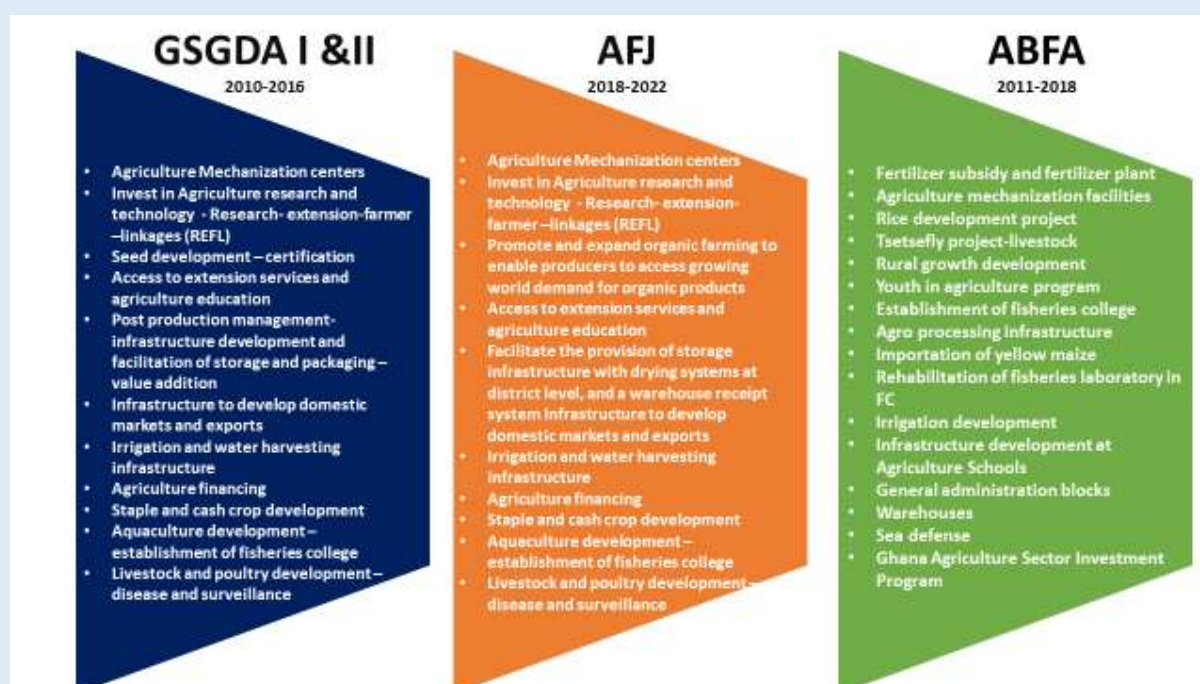 GSGDA I &II
2010-2016
• Agriculture Mechanization centers
• Invest in Agriculture research and
technology - Research- extension-farmer
–linkages (REFL)
• Seed development – certification
• Access to extension services and
agriculture education
• Post production management-
infrastructure development and
facilitation of storage and packaging –
value addition
• Infrastructure to develop domestic
markets and exports
• Irrigation and water harvesting
infrastructure
• Agriculture financing
• Staple and cash crop development
• Aquaculture development –
establishment of fisheries college
• Livestock and poultry development –
disease and surveillance
AFJ
2018-2022
• Agriculture Mechanization centers
• Invest in Agriculture research and
technology - Research- extension-
farmer –linkages (REFL)
• Promote and expand organic farming to
enable producers to access growing
world demand for organic products
• Access to extension services and
agriculture education
• Facilitate the provision of storage
infrastructure with drying systems at
district level, and a warehouse receipt
system Infrastructure to develop
domestic markets and exports
• Irrigation and water harvesting
infrastructure
• Agriculture financing
• Staple and cash crop development
• Aquaculture development –
establishment of fisheries college
• Livestock and poultry development –
disease and surveillance
ABFA
2011-2018
• Fertilizer subsidy and fertilizer plant
• Agriculture mechanization facilities
• Rice development project
• Tsetsefly project-livestock
• Rural growth development
• Youth in agriculture program
• Establishment of fisheries college
• Agro processing infrastructure
• Importation of yellow maize
• Rehabilitation of fisheries laboratory in
FC
• Irrigation development
• Infrastructure development at
Agriculture Schools
• General administration blocks
• Warehouses
• Sea defense
• Ghana Agriculture Sector Investment
Program